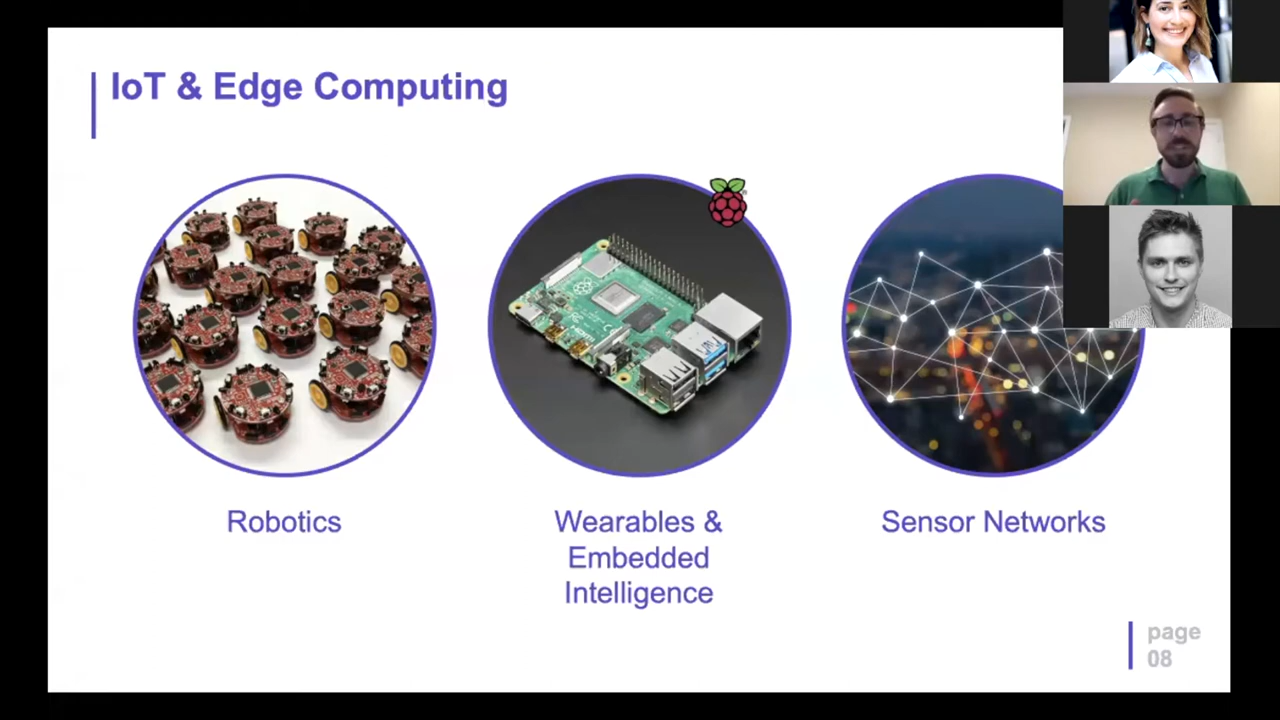 IoT & Edge Computing
Robotics
Wearables &
Embedded
Intelligence
Sensor Networks
page
08